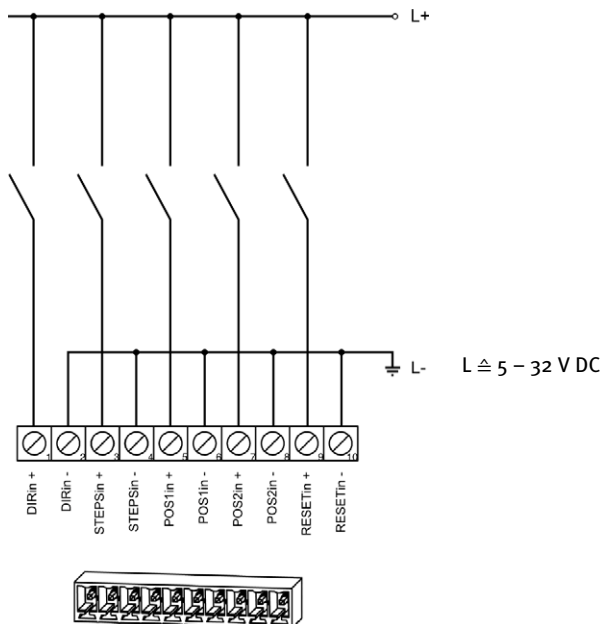 L+
L-
L ≙ 5 – 32 V DC
1
2
3
4
5
6
7
8
9
10
DIRin +
DIRin -
STEPSin +
STEPSin -
POS1in +
POS1in -
POS2in +
POS2in -
RESETin +
RESETin -